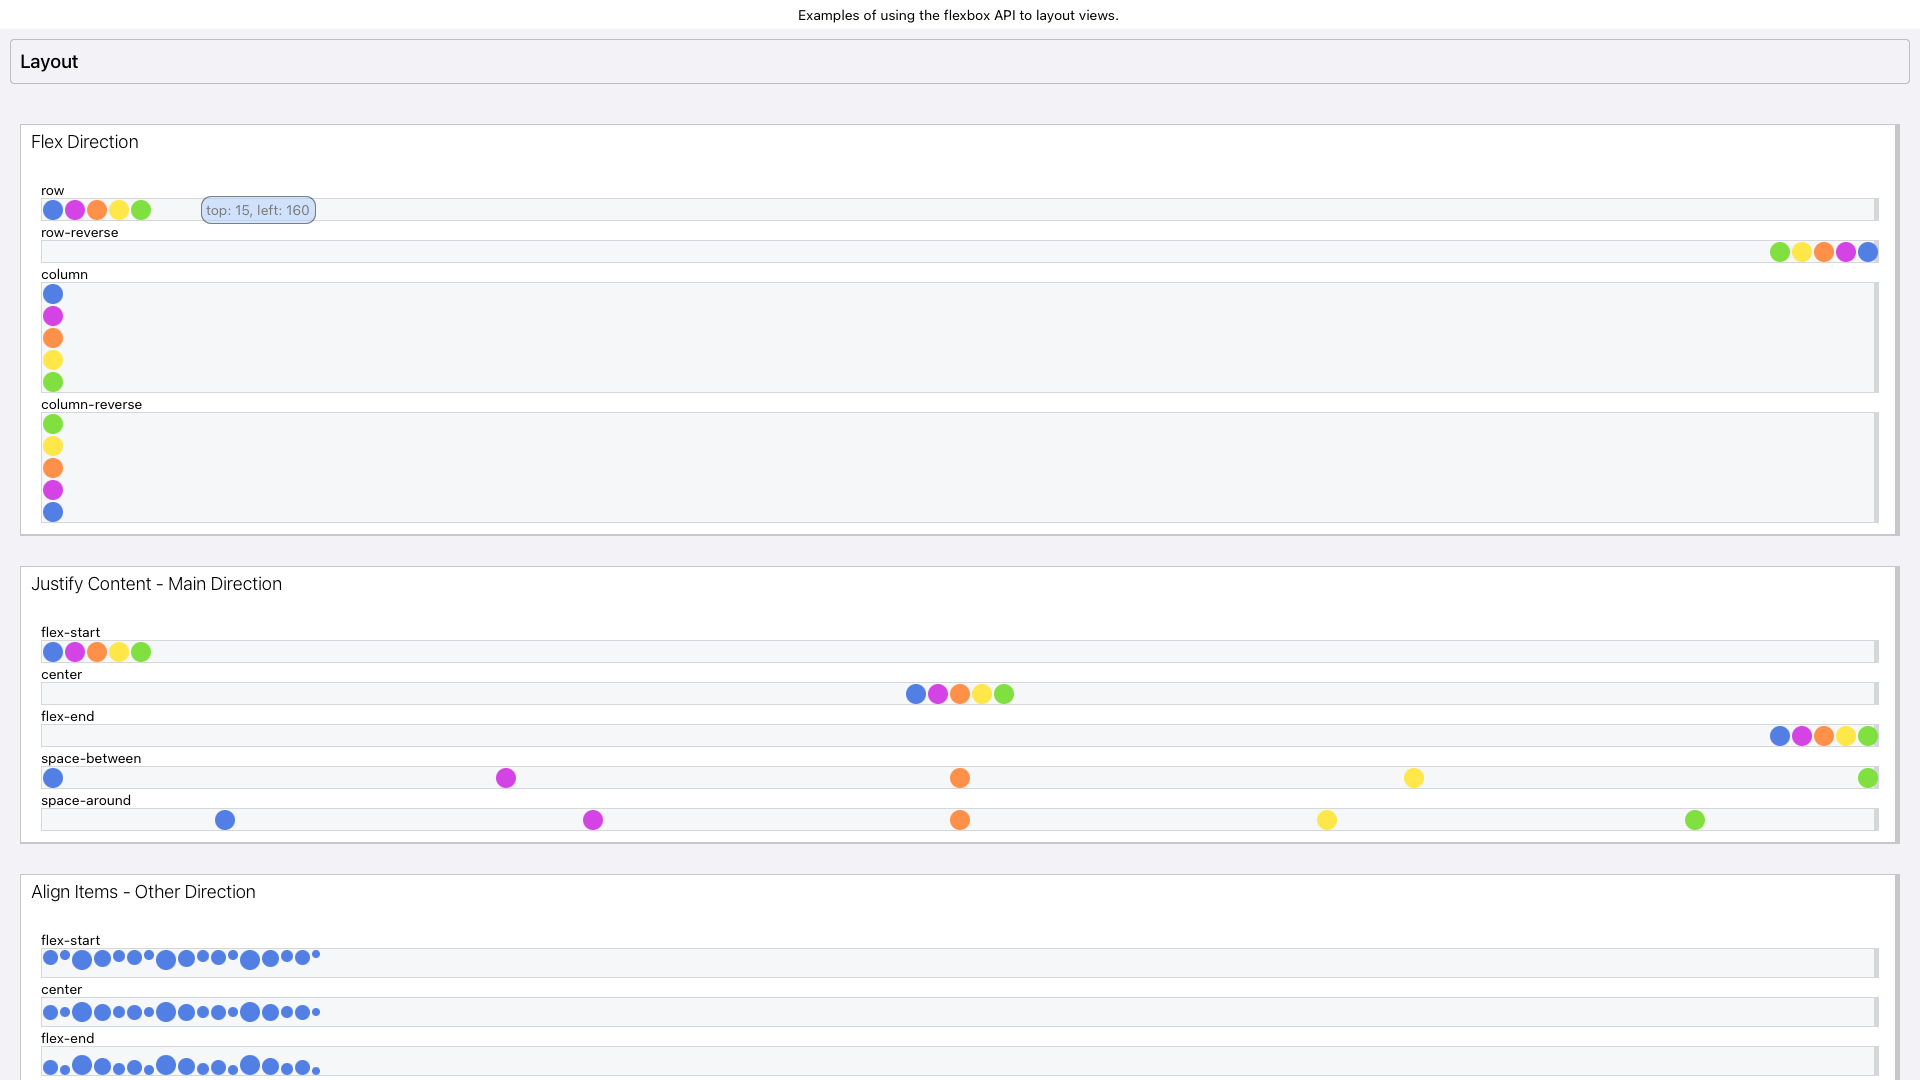 Examples of using the flexbox API to layout views.
Layout
Flex Direction
row
top: 15, left: 160
row-reverse
column
column-reverse
Justify Content - Main Direction
flex-start
center
flex-end
space-between
space-around
Align Items - Other Direction
flex-start
center
flex-end